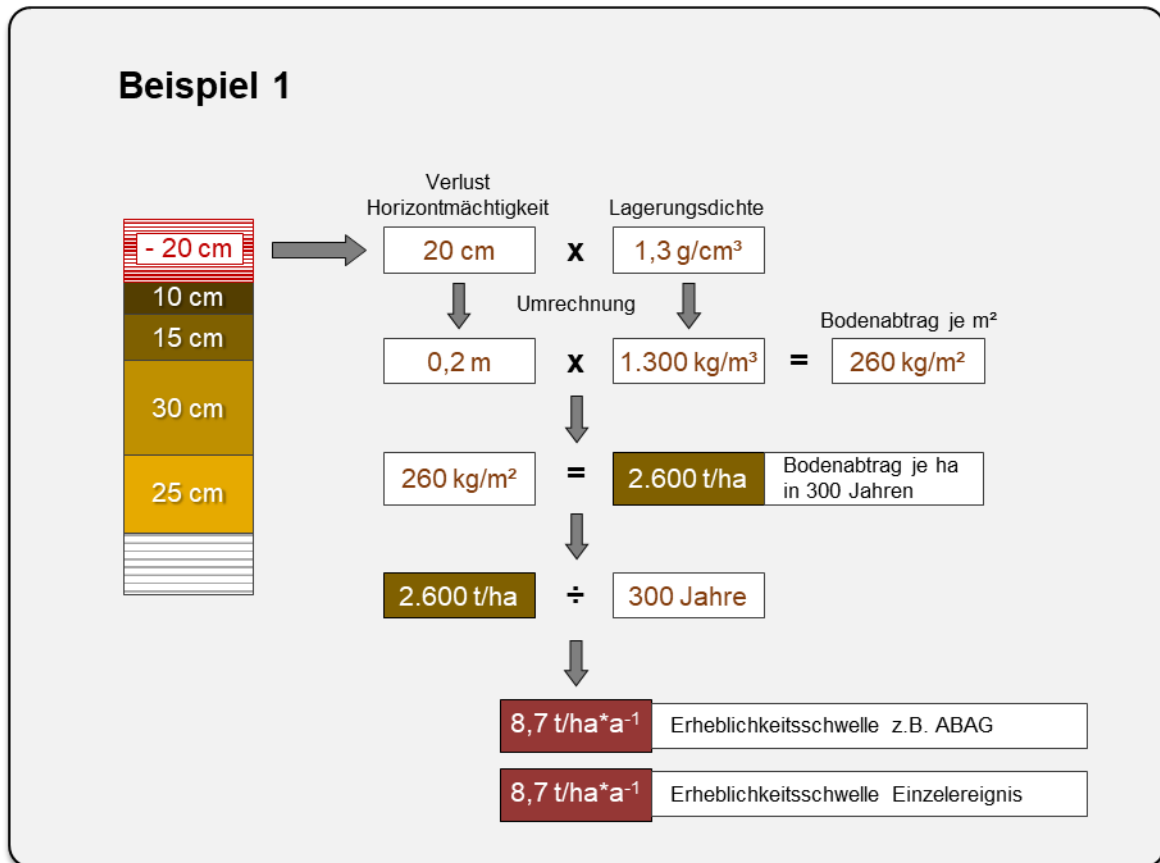 Beispiel 1
Verlust
Horizontmächtigkeit
Lagerungsdichte
- 20 cm
20 cm
x
1,3 g/cm³
10 cm
Umrechnung
15 cm
Bodenabtrag je m²
0,2 m
x
1.300 kg/m³
=
260 kg/m²
30 cm
260 kg/m²
=
2.600 t/ha
Bodenabtrag je ha
in 300 Jahren
25 cm
2.600 t/ha
÷
300 Jahre
8,7 t/ha*a⁻¹
Erheblichkeitsschwelle z.B. ABAG
8,7 t/ha*a⁻¹
Erheblichkeitsschwelle Einzelereignis